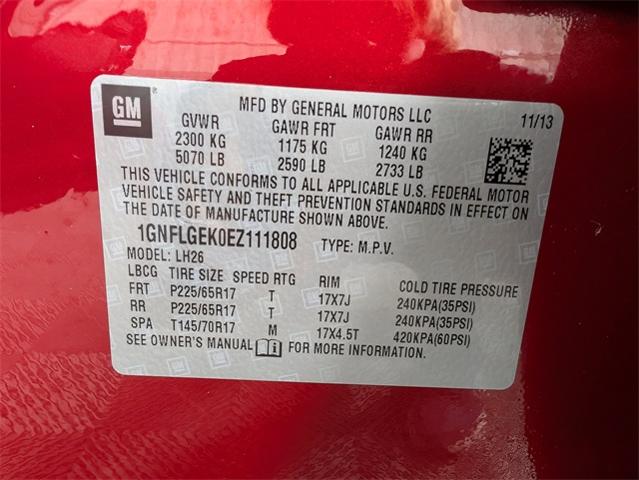 GM
MFD BY GENERAL MOTORS LLC 11/13
GVWR GAWR FRT GAWR RR
2300 KG 1175 KG 1240 KG
5070 LB 2590 LB 2733 LB
THIS VEHICLE CONFORMS TO ALL APPLICABLE U.S. FEDERAL MOTOR
VEHICLE SAFETY AND THEFT PREVENTION STANDARDS IN EFFECT ON
THE DATE OF MANUFACTURE SHOWN ABOVE.
1GNFLGEK0EZ111808 TYPE: M.P.V.
MODEL: LH26
LBCG TIRE SIZE SPEED RTG RIM COLD TIRE PRESSURE
FRT P225/65R17 T 17X7J 240KPA(35PSI)
RR P225/65R17 T 17X7J 240KPA(35PSI)
SPA T145/70R17 M 17X4.5T 420KPA(60PSI)
SEE OWNER'S MANUAL FOR MORE INFORMATION.